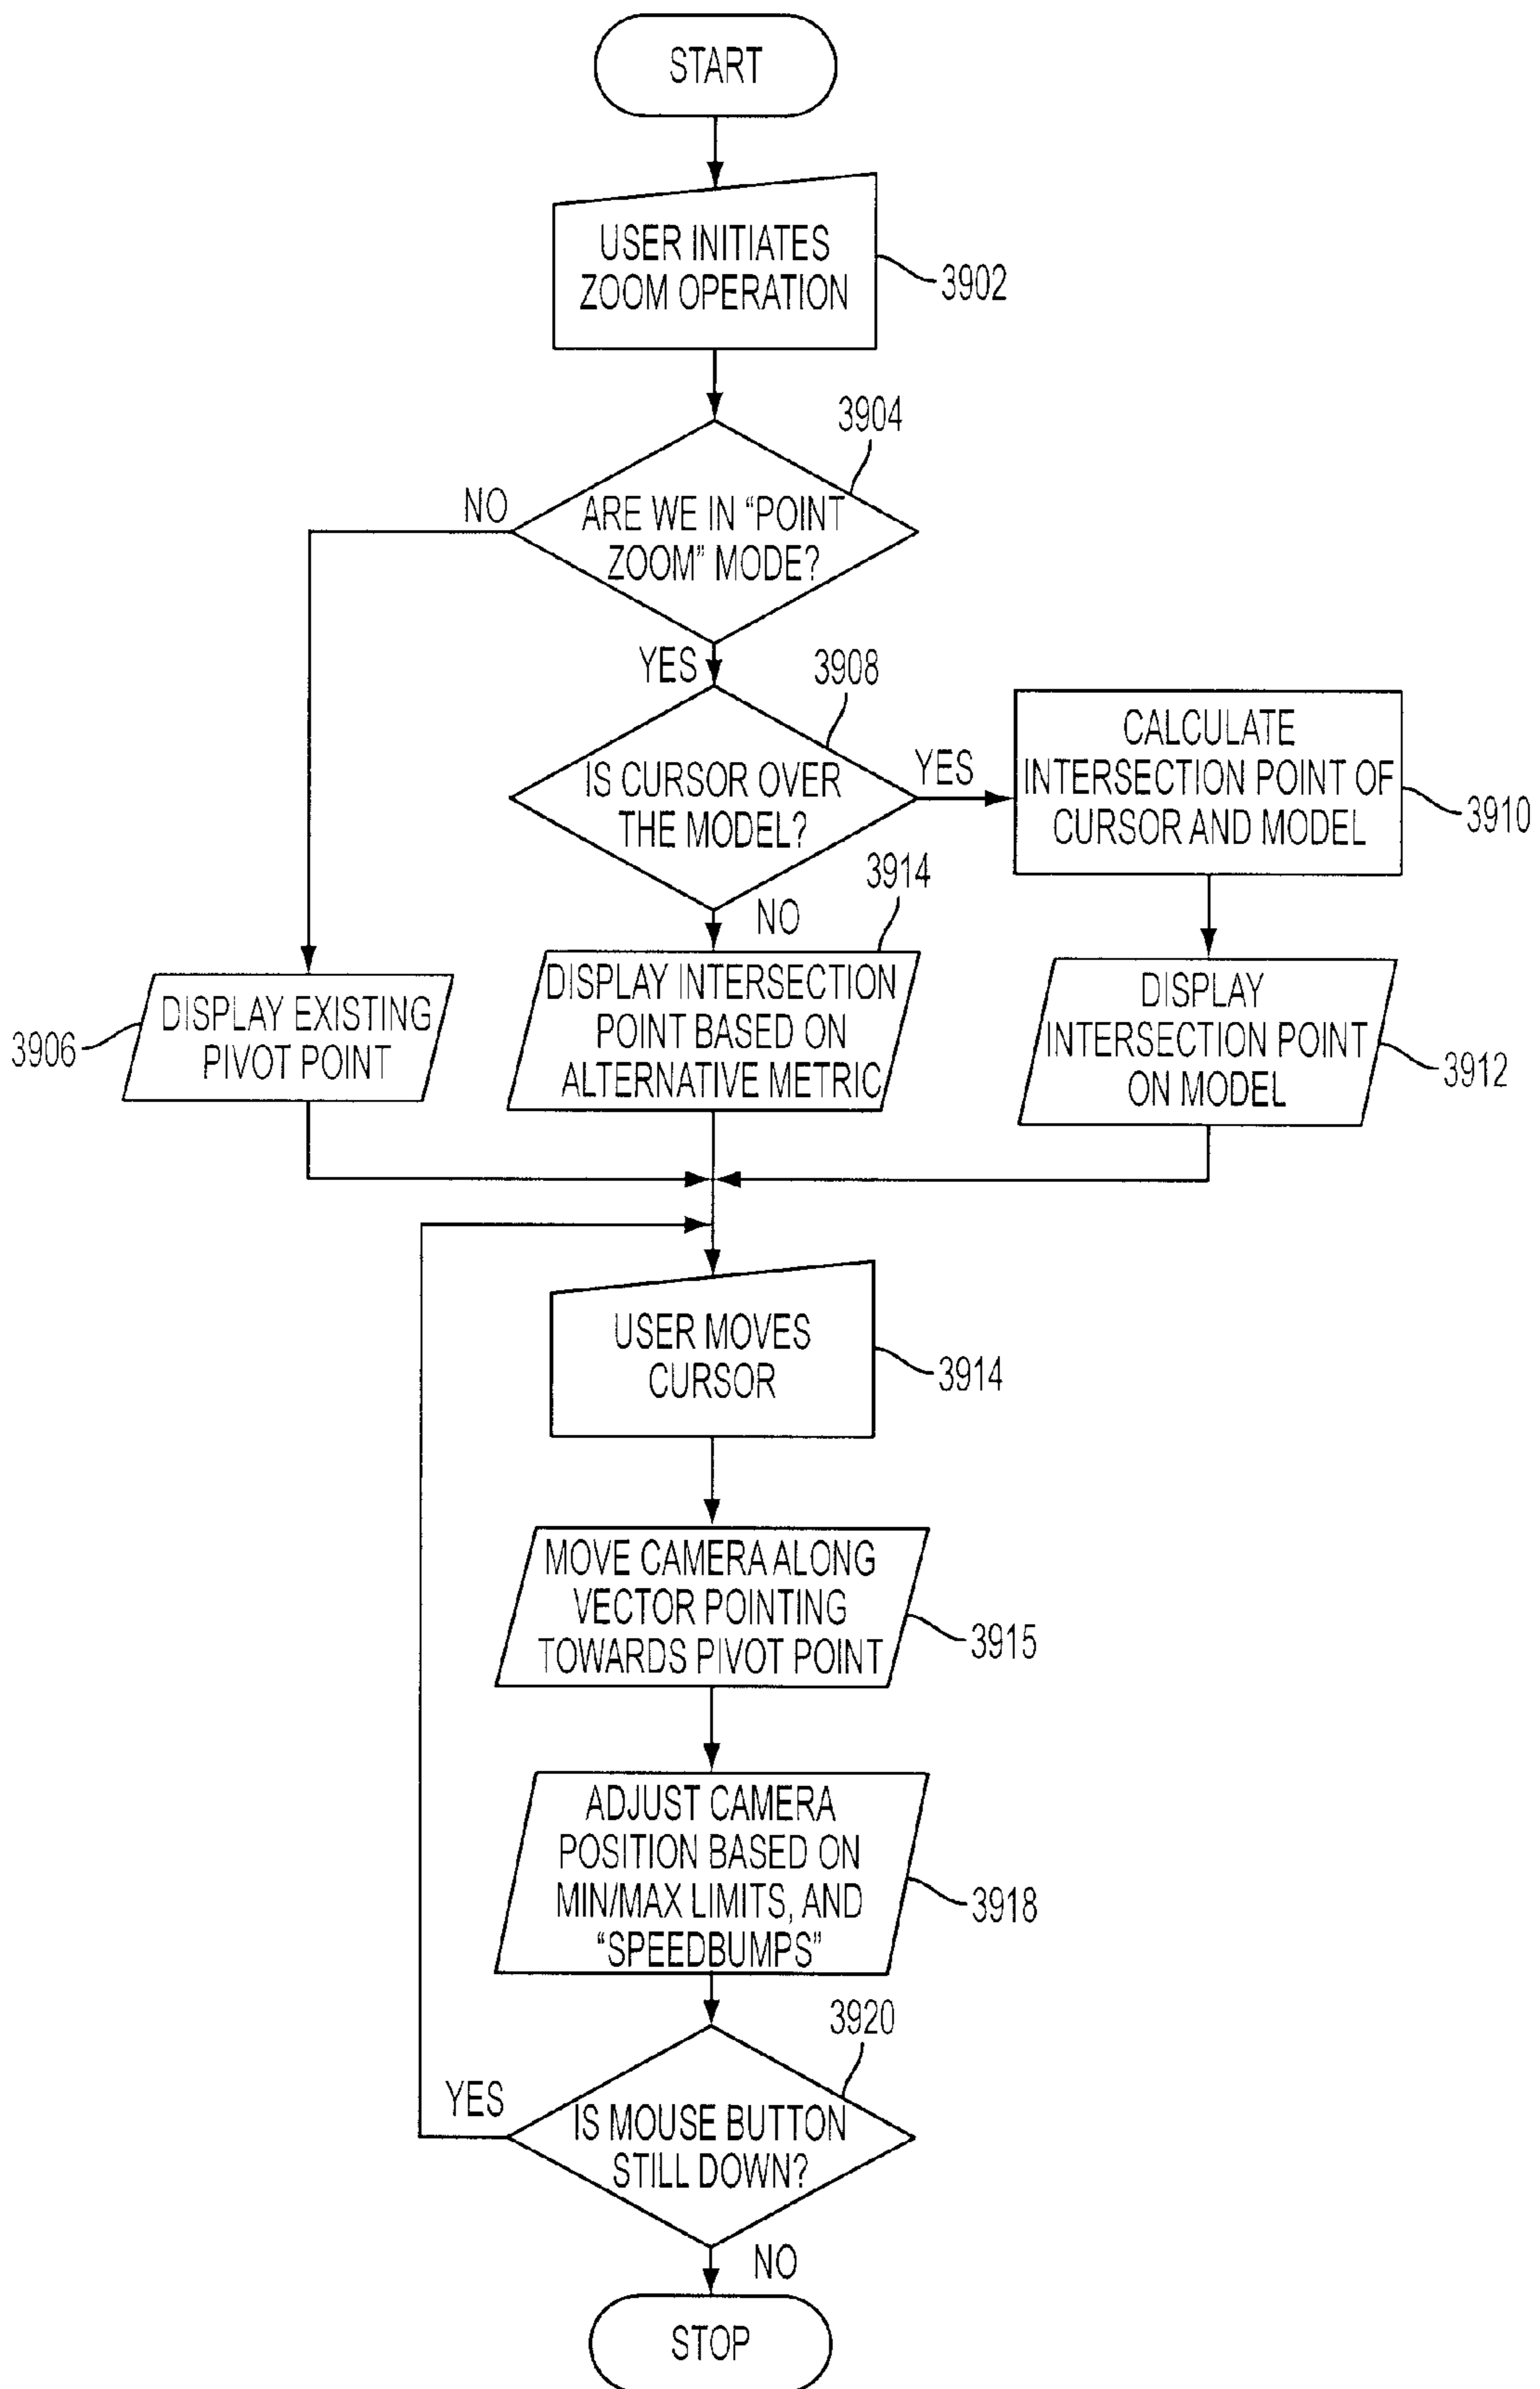 START
USER INITIATES
ZOOM OPERATION
3902
3904
ARE WE IN “POINT
ZOOM” MODE?
NO
YES
3908
IS CURSOR OVER
THE MODEL?
YES
CALCULATE
INTERSECTION POINT OF
CURSOR AND MODEL
3910
NO
3914
DISPLAY EXISTING
PIVOT POINT
3906
DISPLAY INTERSECTION
POINT BASED ON
ALTERNATIVE METRIC
DISPLAY
INTERSECTION POINT
ON MODEL
3912
USER MOVES
CURSOR
3914
MOVE CAMERA ALONG
VECTOR POINTING
TOWARDS PIVOT POINT
3915
ADJUST CAMERA
POSITION BASED ON
MIN/MAX LIMITS, AND
“SPEEDBUMPS”
3918
3920
YES
IS MOUSE BUTTON
STILL DOWN?
NO
STOP